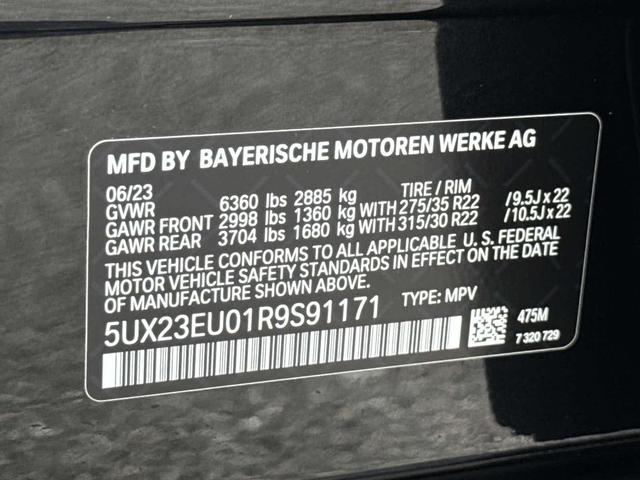 MFD BY BAYERISCHE MOTOREN WERKE AG
06/23 TIRE / RIM
GVWR 6360 lbs 2885 kg
GAWR FRONT 2998 lbs 1360 kg WITH 275/35 R22 /9.5J x 22
GAWR REAR 3704 lbs 1680 kg WITH 315/30 R22 /10.5J x 22
THIS VEHICLE CONFORMS TO ALL APPLICABLE U. S. FEDERAL
MOTOR VEHICLE SAFETY STANDARDS IN EFFECT ON THE DATE
OF MANUFACTURE SHOWN ABOVE.
5UX23EU01R9S91171 TYPE: MPV 475M
7 320 729